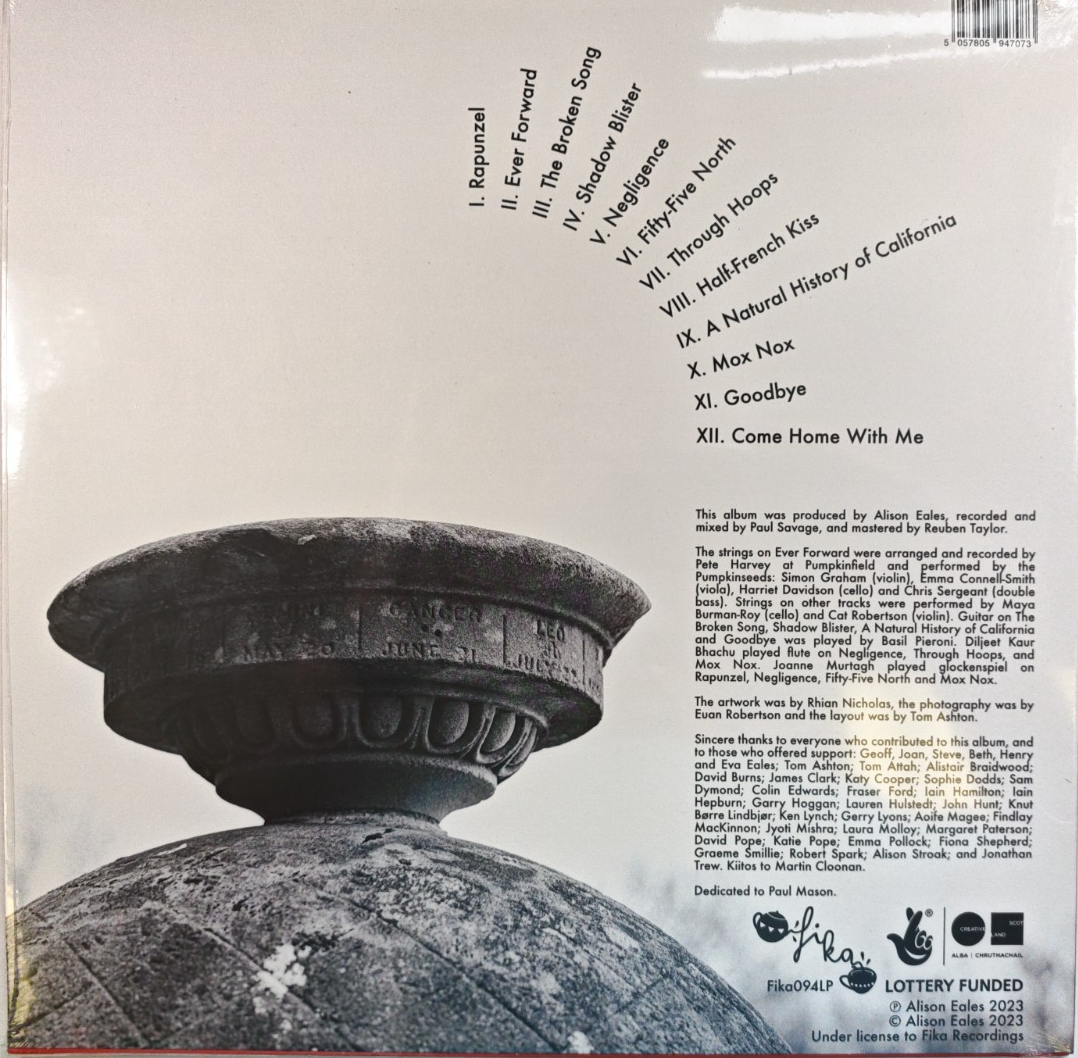 5 057805 947073
I. Rapunzel
II. Ever Forward
III. The Broken Song
IV. Shadow Blister
V. Negligence
VI. Fifty-Five North
VII. Through Hoops
VIII. Half-French Kiss
IX. A Natural History of California
X. Mox Nox
XI. Goodbye
XII. Come Home With Me
This album was produced by Alison Eales, recorded and
mixed by Paul Savage, and mastered by Reuben Taylor.
The strings on Ever Forward were arranged and recorded by
Pete Harvey at Pumpkinfield and performed by the
Pumpkinseeds: Simon Graham (violin), Emma Connell-Smith
(viola), Harriet Davidson (cello) and Chris Sergeant (double
bass). Strings on other tracks were performed by Maya
Burman-Roy (cello) and Cat Robertson (violin). Guitar on The
Broken Song, Shadow Blister, A Natural History of California
and Goodbye was played by Basil Pieroni. Diljeet Kaur
Bhachu played flute on Negligence, Through Hoops, and
Mox Nox. Joanne Murtagh played glockenspiel on
Rapunzel, Negligence, Fifty-Five North and Mox Nox.
The artwork was by Rhian Nicholas, the photography was by
Euan Robertson and the layout was by Tom Ashton.
Sincere thanks to everyone who contributed to this album, and
to those who offered support: Geoff, Joan, Steve, Beth, Henry
and Eva Eales; Tom Ashton; Tom Attah; Alistair Braidwood;
David Burns; James Clark; Katy Cooper; Sophie Dodds; Sam
Dymond; Colin Edwards; Fraser Ford; Iain Hamilton; Iain
Hepburn; Garry Hoggan; Lauren Hulstedt; John Hunt; Knut
Børre Lindbjør; Ken Lynch; Gerry Lyons; Aoife Magee; Findlay
MacKinnon; Jyoti Mishra; Laura Molloy; Margaret Paterson;
David Pope; Katie Pope; Emma Pollock; Fiona Shepherd;
Graeme Smillie; Robert Spark; Alison Stroak; and Jonathan
Trew. Kiitos to Martin Cloonan.
Dedicated to Paul Mason.
CANCER LEO
MAY 20 JUNE 21 JULY
fika
®
CREATIVE SCOT
LAND
ALBA | CHRUTHACHAIL
Fika094LP LOTTERY FUNDED
℗ Alison Eales 2023
© Alison Eales 2023
Under license to Fika Recordings